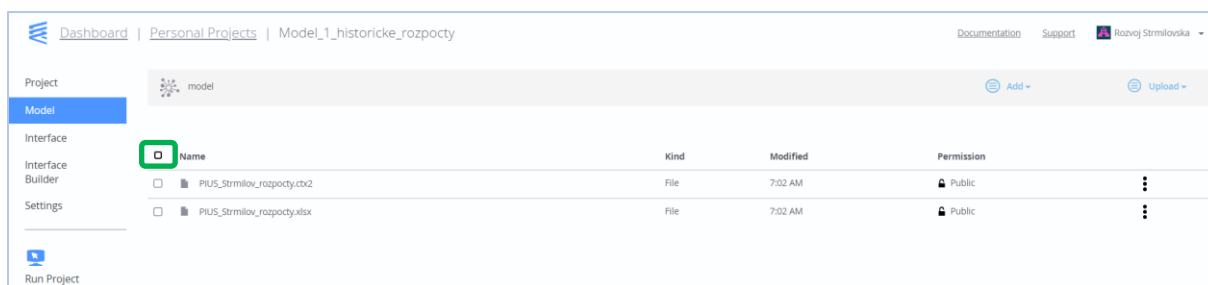 Dashboard | Personal Projects | Model_1_historicke_rozpocty
Documentation Support Rozvoj Strmilovska
Project
model Add Upload
Model
Interface
Name Kind Modified Permission
Interface
Builder
PIUS_Strmilov_rozpocty.ctx2 File 7:02 AM Public
Settings
PIUS_Strmilov_rozpocty.xlsx File 7:02 AM Public
Run Project